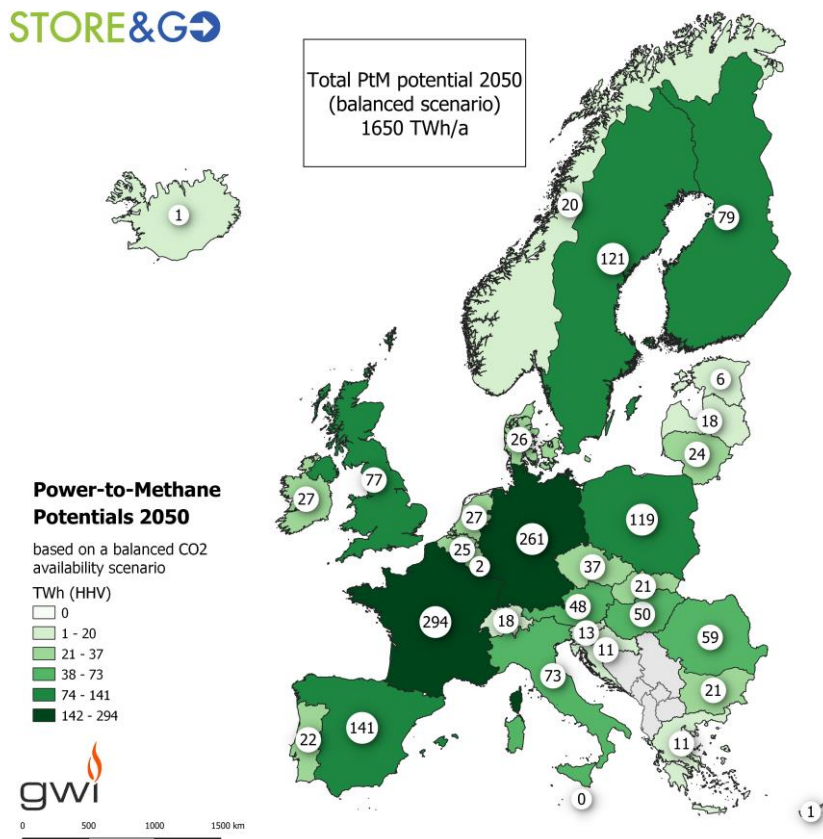 STORE&GO
Total PtM potential 2050
(balanced scenario)
1650 TWh/a
1
20
79
121
6
18
24
26
77
27
27
25
2
261
119
37
21
48
50
294
18
13
11
59
73
21
141
22
11
0
1
Power-to-Methane
Potentials 2050
based on a balanced CO2
availability scenario
TWh (HHV)
0
1 - 20
21 - 37
38 - 73
74 - 141
142 - 294
gwi
0 500 1000 1500 km